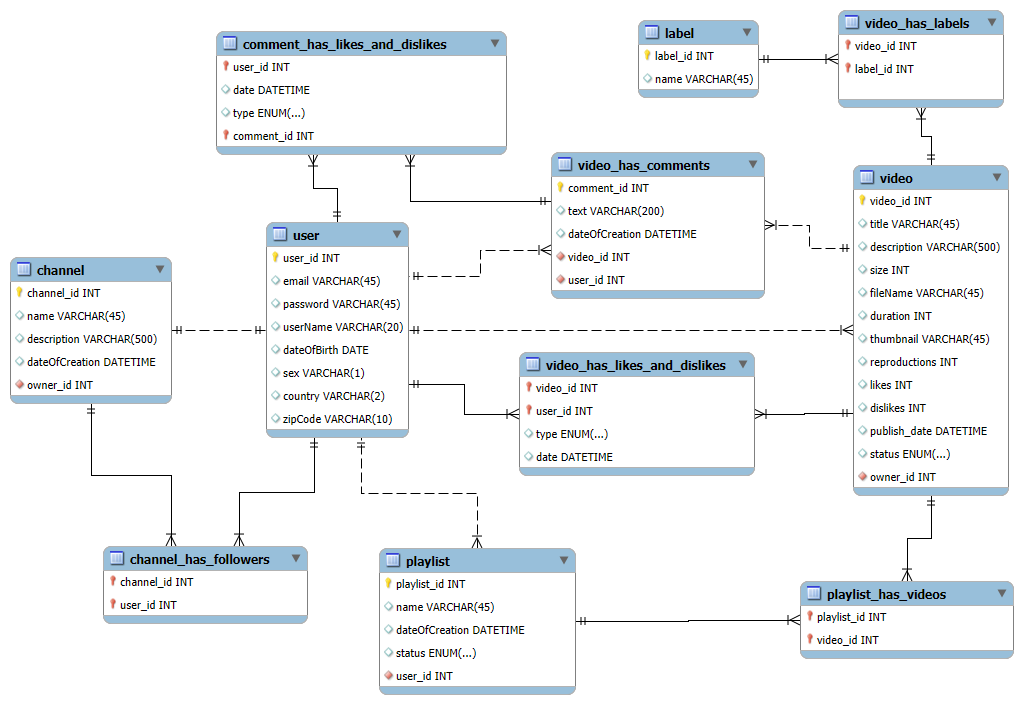 comment_has_likes_and_dislikes
user_id INT
date DATETIME
type ENUM(...)
comment_id INT
label
label_id INT
name VARCHAR(45)
video_has_labels
video_id INT
label_id INT
video_has_comments
comment_id INT
text VARCHAR(200)
dateOfCreation DATETIME
video_id INT
user_id INT
video
video_id INT
title VARCHAR(45)
description VARCHAR(500)
size INT
fileName VARCHAR(45)
duration INT
thumbnail VARCHAR(45)
reproductions INT
likes INT
dislikes INT
publish_date DATETIME
status ENUM(...)
owner_id INT
user
user_id INT
email VARCHAR(45)
password VARCHAR(45)
userName VARCHAR(20)
dateOfBirth DATE
sex VARCHAR(1)
country VARCHAR(2)
zipCode VARCHAR(10)
channel
channel_id INT
name VARCHAR(45)
description VARCHAR(500)
dateOfCreation DATETIME
owner_id INT
video_has_likes_and_dislikes
video_id INT
user_id INT
type ENUM(...)
date DATETIME
channel_has_followers
channel_id INT
user_id INT
playlist
playlist_id INT
name VARCHAR(45)
dateOfCreation DATETIME
status ENUM(...)
user_id INT
playlist_has_videos
playlist_id INT
video_id INT